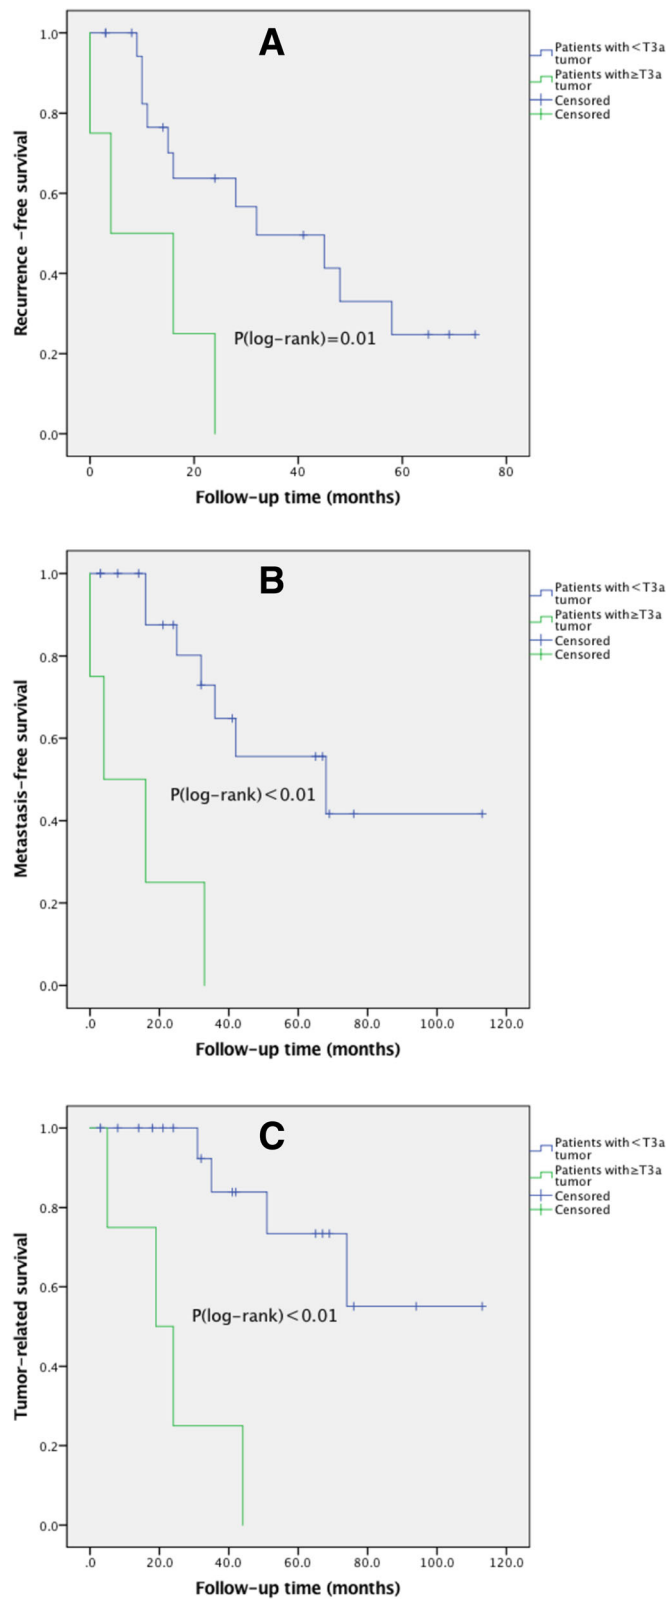 A
1.0
0.8
0.6
0.4
0.2
0.0
Recurrence -free survival
P(log-rank)=0.01
0 20 40 60 80
Follow-up time (months)
Patients with<T3a
tumor
Patients with≥T3a
tumor
Censored
Censored
B
1.0
0.8
0.6
0.4
0.2
0.0
Metastasis-free survival
P(log-rank)<0.01
.0 20.0 40.0 60.0 80.0 100.0 120.0
Follow-up time (months)
Patients with<T3a
tumor
Patients with≥T3a
tumor
Censored
Censored
C
1.0
0.8
0.6
0.4
0.2
0.0
Tumor-related survival
P(log-rank)<0.01
.0 20.0 40.0 60.0 80.0 100.0 120.0
Follow-up time (months)
Patients with<T3a
tumor
Patients with≥T3a
tumor
Censored
Censored